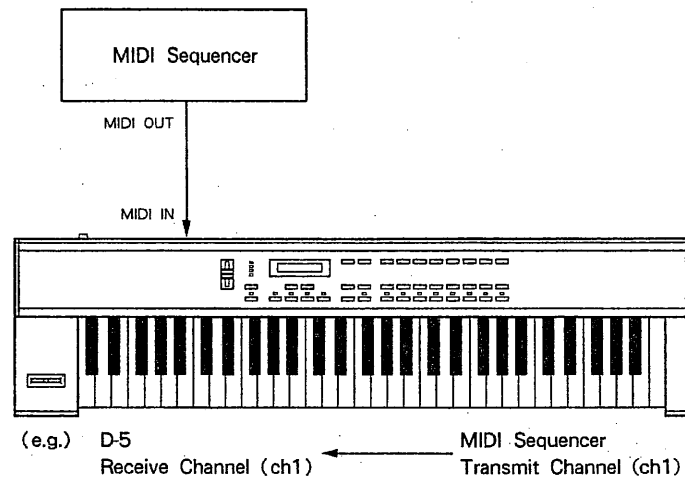 MIDI Sequencer
MIDI OUT
MIDI IN
(e.g.) D-5 MIDI Sequencer
Receive Channel (ch1) Transmit Channel (ch1)